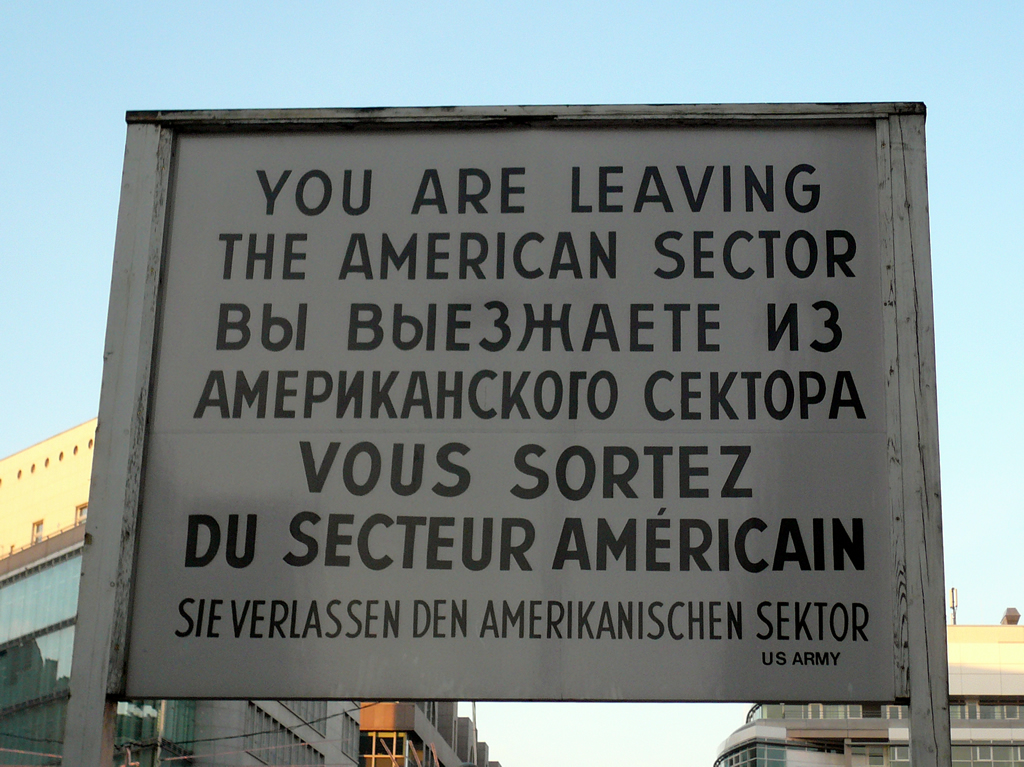 YOU ARE LEAVING
THE AMERICAN SECTOR
ВЫ ВЫЕЗЖАЕТЕ ИЗ
АМЕРИКАНСКОГО СЕКТОРА
VOUS SORTEZ
DU SECTEUR AMÉRICAIN
SIE VERLASSEN DEN AMERIKANISCHEN SEKTOR
US ARMY